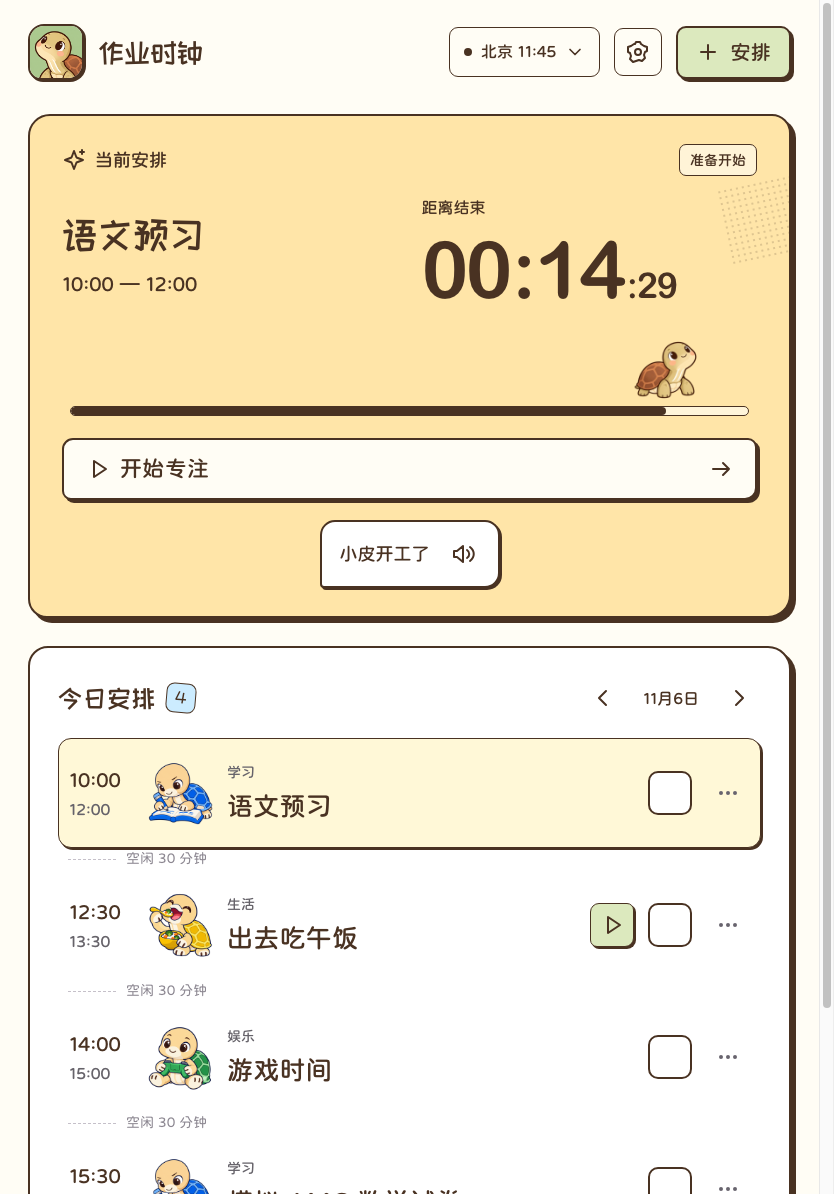 作业时钟
北京 11:45
安排
当前安排
准备开始
语文预习
10:00 — 12:00
距离结束
00:14:29
开始专注
小皮开工了
今日安排 4
11月6日
10:00
12:00
学习
语文预习
空闲 30 分钟
12:30
13:30
生活
出去吃午饭
空闲 30 分钟
14:00
15:00
娱乐
游戏时间
空闲 30 分钟
15:30
学习